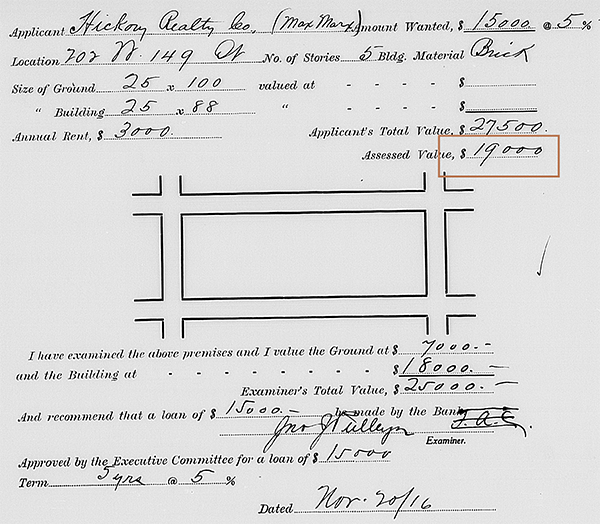 Applicant Hickory Realty Co. (Max Marx) Amount Wanted, $ 15000. @ 5 %
Location 202 W. 149 St No. of Stories 5 Bldg. Material Brick
Size of Ground 25 x 100 valued at - - - - $
" Building 25 x 88 " - - - - $
Annual Rent, $ 3000. Applicant's Total Value, $ 27500.
Assessed Value, $ 19000
I have examined the above premises and I value the Ground at $ 7000.-
and the Building at - - - - - - - - $ 18000.-
Examiner's Total Value, $ 25000.-
And recommend that a loan of $ 15000.- be made by the Bank
Jno J Pulleyn
Examiner.
Approved by the Executive Committee for a loan of $ 15000
Term 5 yrs @ 5 %
Dated Nov. 20/16